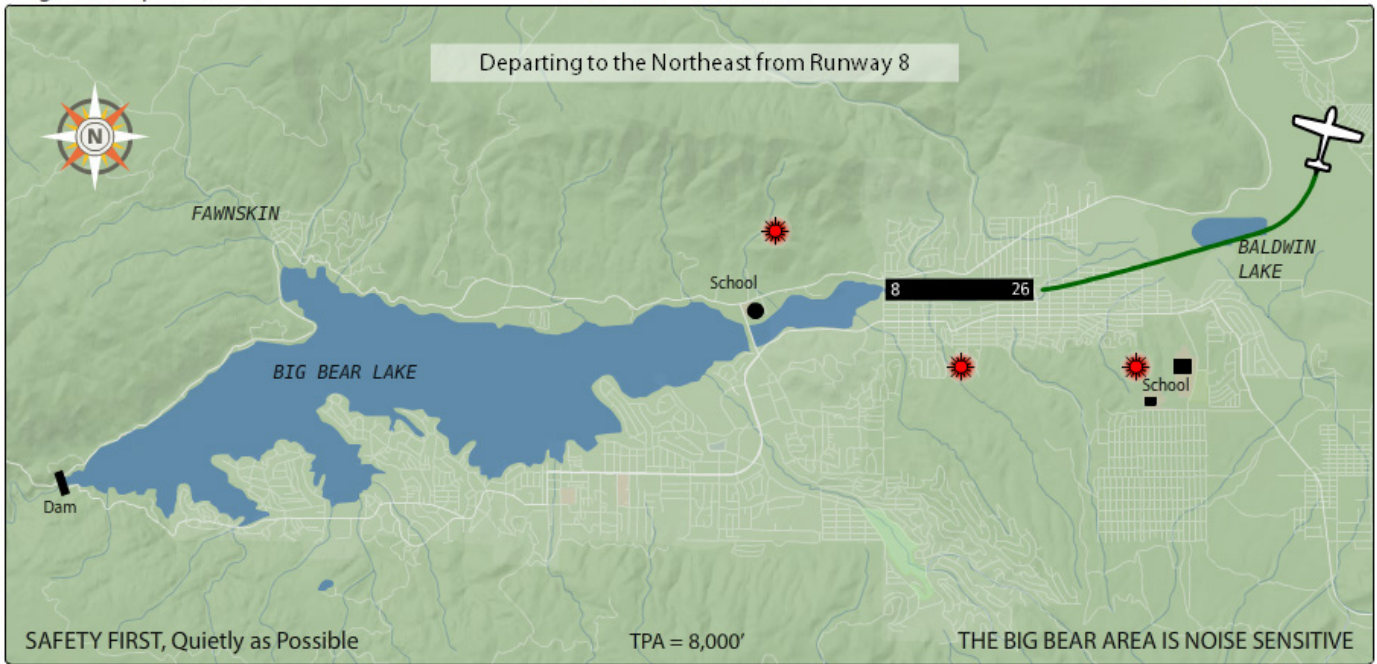 Departing to the Northeast from Runway 8
N
FAWNSKIN
BALDWIN
LAKE
School
8 26
BIG BEAR LAKE
School
Dam
SAFETY FIRST, Quietly as Possible
TPA = 8,000’
THE BIG BEAR AREA IS NOISE SENSITIVE